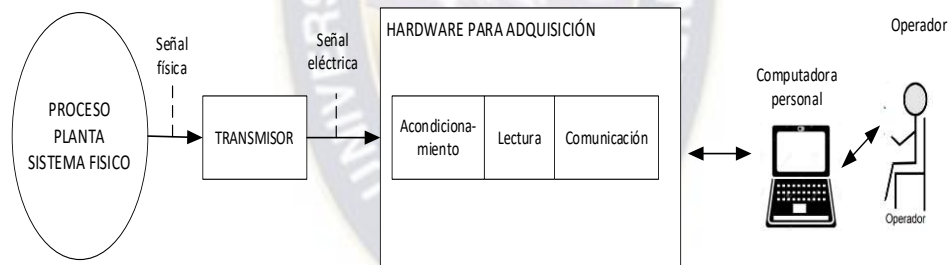 Señal
física
Señal
eléctrica
HARDWARE PARA ADQUISICIÓN
Operador
PROCESO
PLANTA
SISTEMA FISICO
TRANSMISOR
Acondiciona-
miento
Lectura
Comunicación
Computadora
personal
Operador